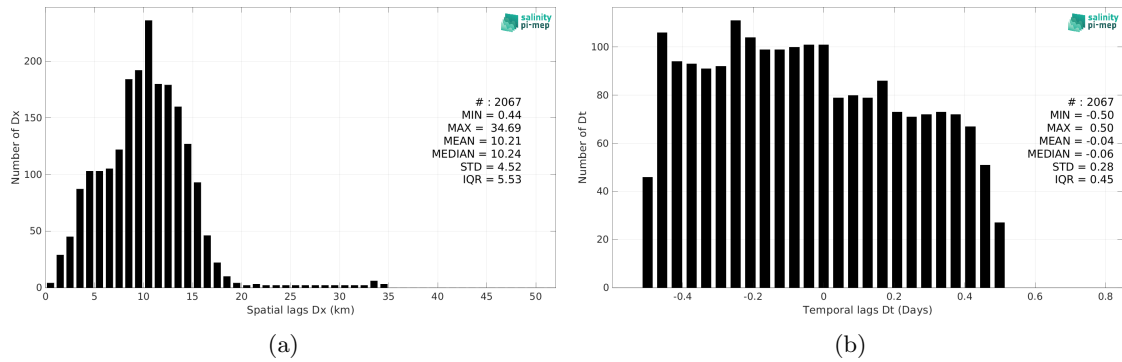 salinity
pi-mep
Number of Dx
200
150
100
50
0
# : 2067
MIN = 0.44
MAX = 34.69
MEAN = 10.21
MEDIAN = 10.24
STD = 4.52
IQR = 5.53
0 5 10 15 20 25 30 35 40 45 50
Spatial lags Dx (km)
(a)
salinity
pi-mep
Number of Dt
100
80
60
40
20
0
# : 2067
MIN = -0.50
MAX = 0.50
MEAN = -0.04
MEDIAN = -0.06
STD = 0.28
IQR = 0.45
-0.4 -0.2 0 0.2 0.4 0.6 0.8
Temporal lags Dt (Days)
(b)